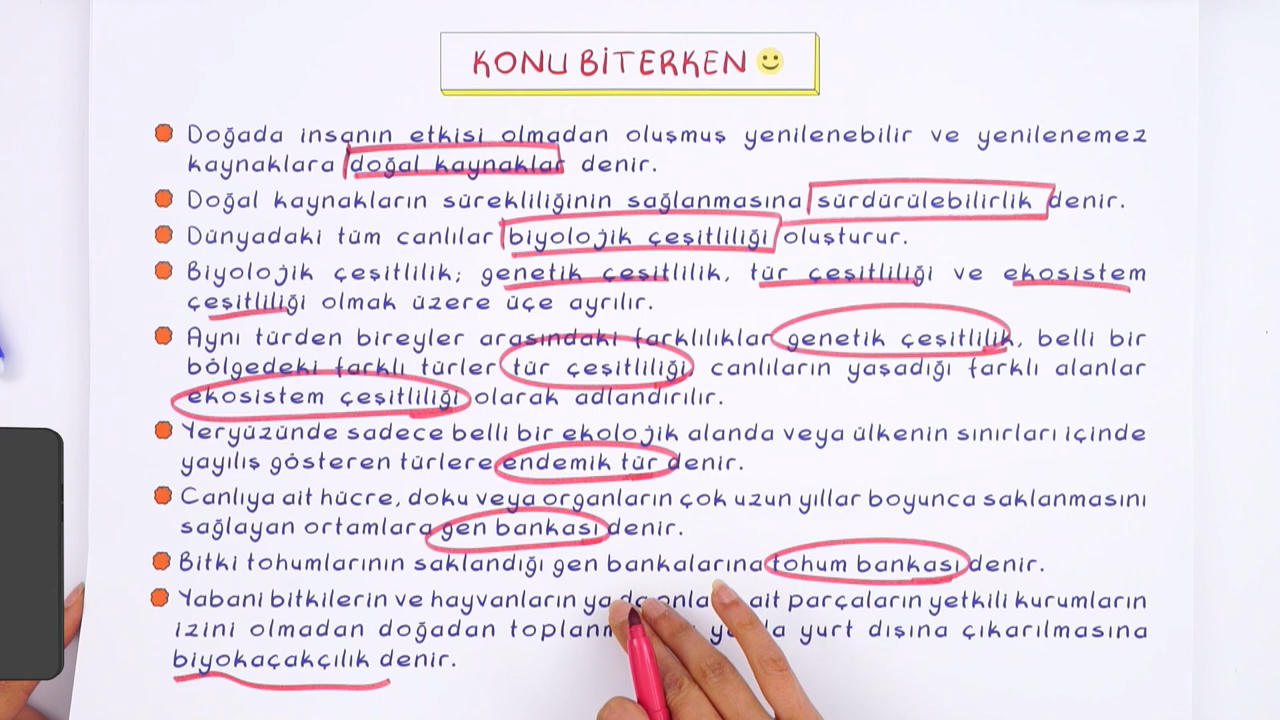 KONU BİTERKEN
Doğada insanın etkisi olmadan oluşmuş yenilenebilir ve yenilenemez
kaynaklara doğal kaynaklar denir.
Doğal kaynakların sürekliliğinin sağlanmasına sürdürülebilirlik denir.
Dünyadaki tüm canlılar biyolojik çeşitliliği oluşturur.
Biyolojik çeşitlilik; genetik çeşitlilik, tür çeşitliliği ve ekosistem
çeşitliliği olmak üzere üçe ayrılır.
Aynı türden bireyler arasındaki farklılıklar genetik çeşitlilik, belli bir
bölgedeki farklı türler tür çeşitliliği, canlıların yaşadığı farklı alanlar
ekosistem çeşitliliği olarak adlandırılır.
Yeryüzünde sadece belli bir ekolojik alanda veya ülkenin sınırları içinde
yayılış gösteren türlere endemik tür denir.
Canlıya ait hücre, doku veya organların çok uzun yıllar boyunca saklanmasını
sağlayan ortamlara gen bankası denir.
Bitki tohumlarının saklandığı gen bankalarına tohum bankası denir.
Yabani bitkilerin ve hayvanların ya da ait parçaların yetkili kurumların
izini olmadan doğadan yurt dışına çıkarılmasına
biyokaçakçılık denir.